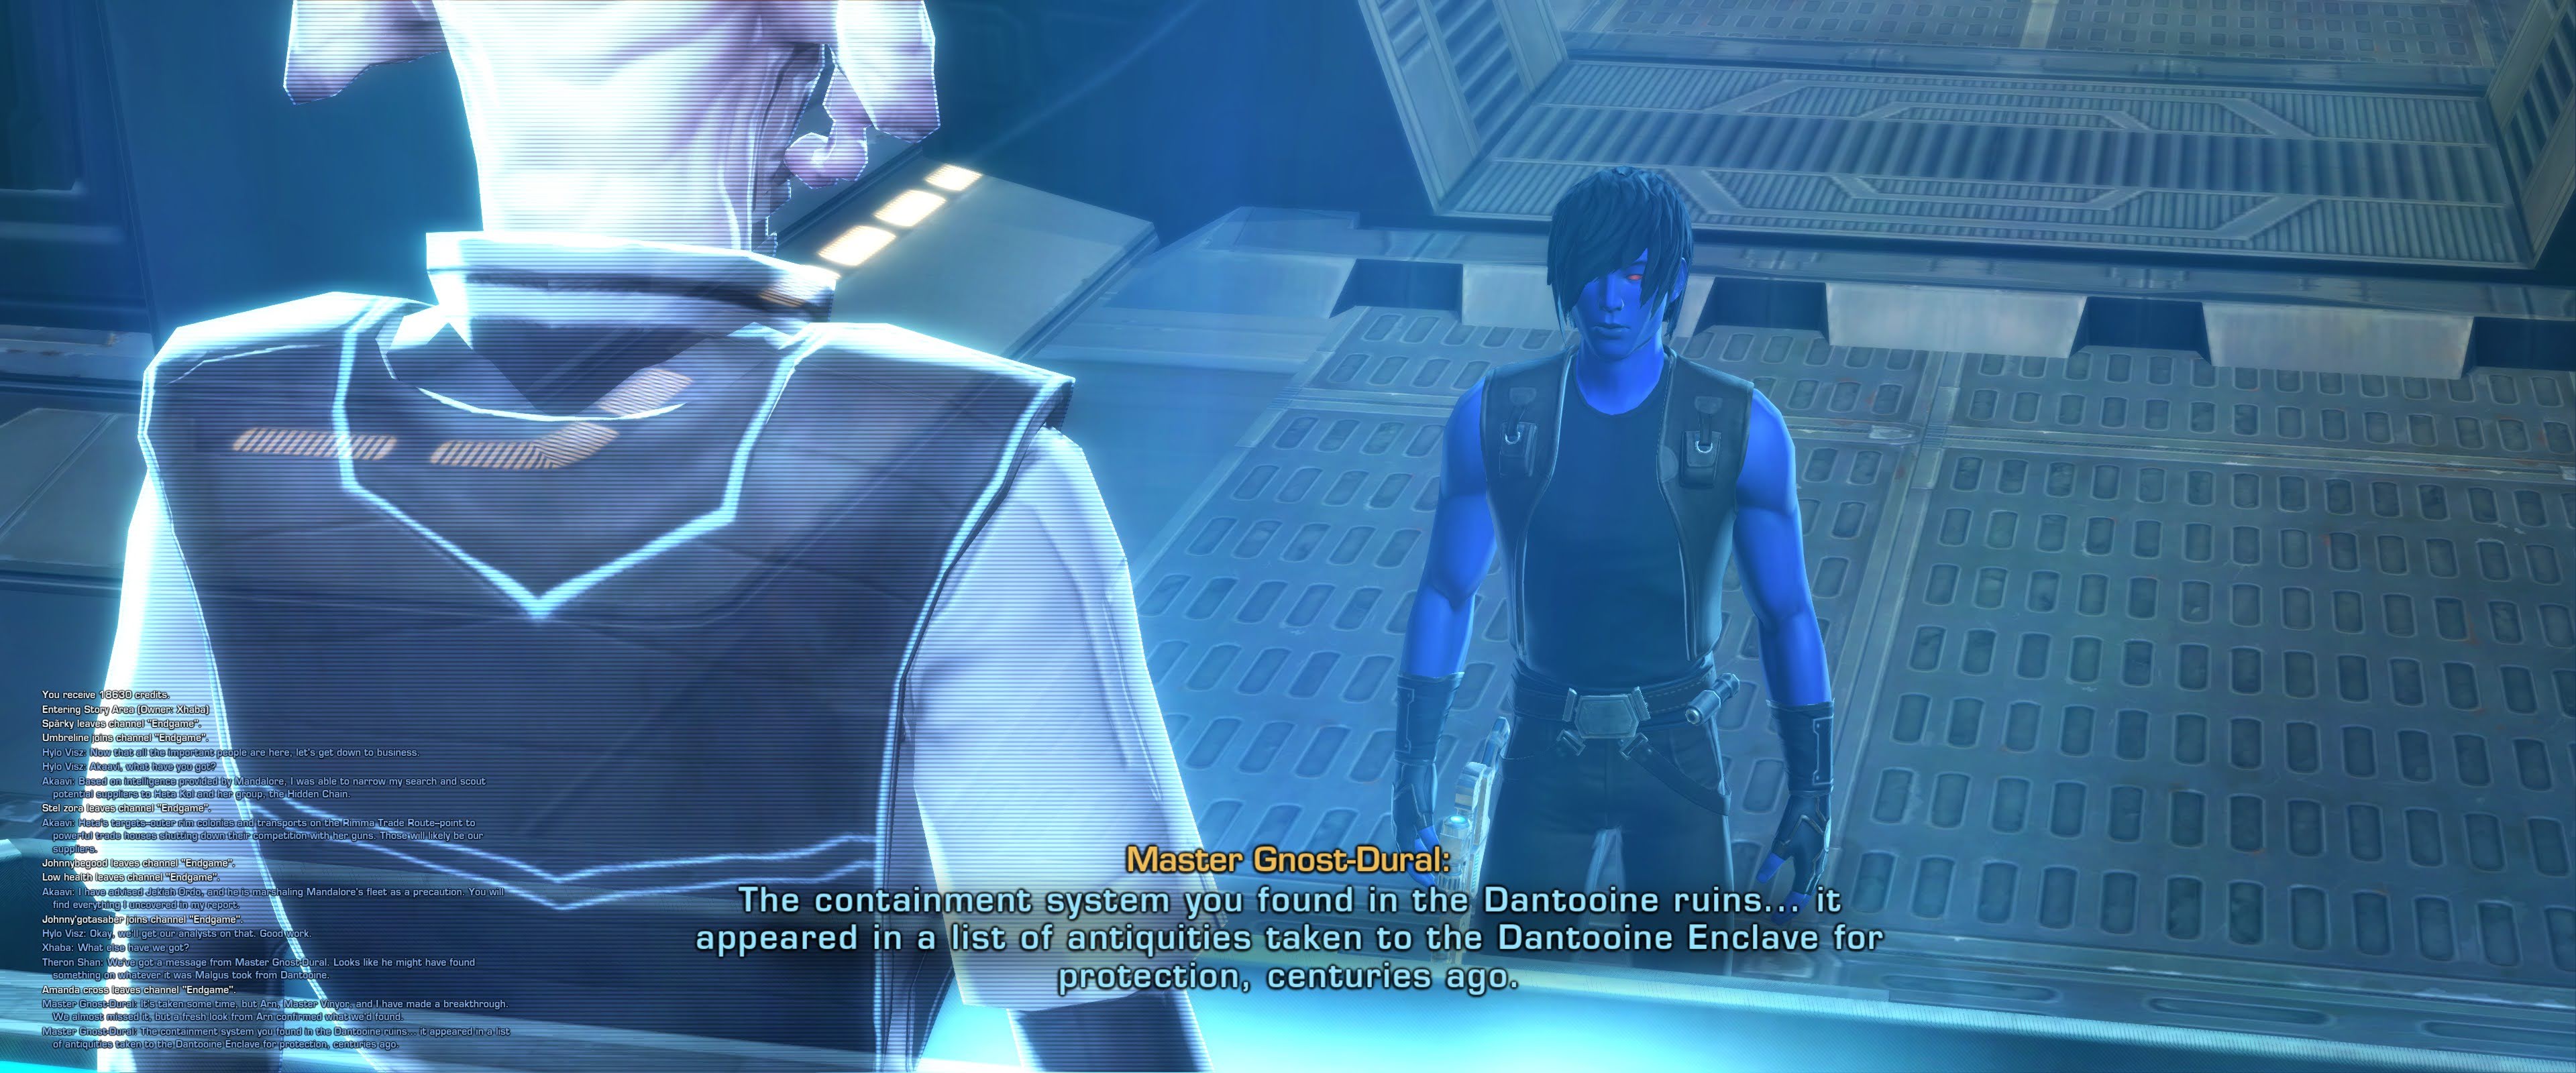 You receive 18630 credits.
Entering Story Area (Owner: Xhaba)
Spárky leaves channel "Endgame".
Umbreline joins channel "Endgame".
Hylo Visz: Now that all the important people are here, let's get down to business.
Hylo Visz: Akaavi, what have you got?
Akaavi: Based on intelligence provided by Mandalore, I was able to narrow my search and scout
potential suppliers to Heta Kol and her group, the Hidden Chain.
Stel zora leaves channel "Endgame".
Akaavi: Heta's targets–outer rim colonies and transports on the Rimma Trade Route–point to
powerful trade houses shutting down their competition with her guns. Those will likely be our
suppliers.
Johnnybegood leaves channel "Endgame".
Low health leaves channel "Endgame".
Akaavi: I have advised Jekiah Ordo, and he is marshaling Mandalore's fleet as a precaution. You will
find everything I uncovered in my report.
Johnny'gotasaber joins channel "Endgame".
Hylo Visz: Okay, we'll get our analysts on that. Good work.
Xhaba: What else have we got?
Theron Shan: We've got a message from Master Gnost-Dural. Looks like he might have found
something on whatever it was Malgus took from Dantooine.
Amanda cross leaves channel "Endgame".
Master Gnost-Dural: It's taken some time, but Arn, Master Vinyor, and I have made a breakthrough.
We almost missed it, but a fresh look from Arn confirmed what we'd found.
Master Gnost-Dural: The containment system you found in the Dantooine ruins... it appeared in a list
of antiquities taken to the Dantooine Enclave for protection, centuries ago.
Master Gnost-Dural:
The containment system you found in the Dantooine ruins... it
appeared in a list of antiquities taken to the Dantooine Enclave for
protection, centuries ago.